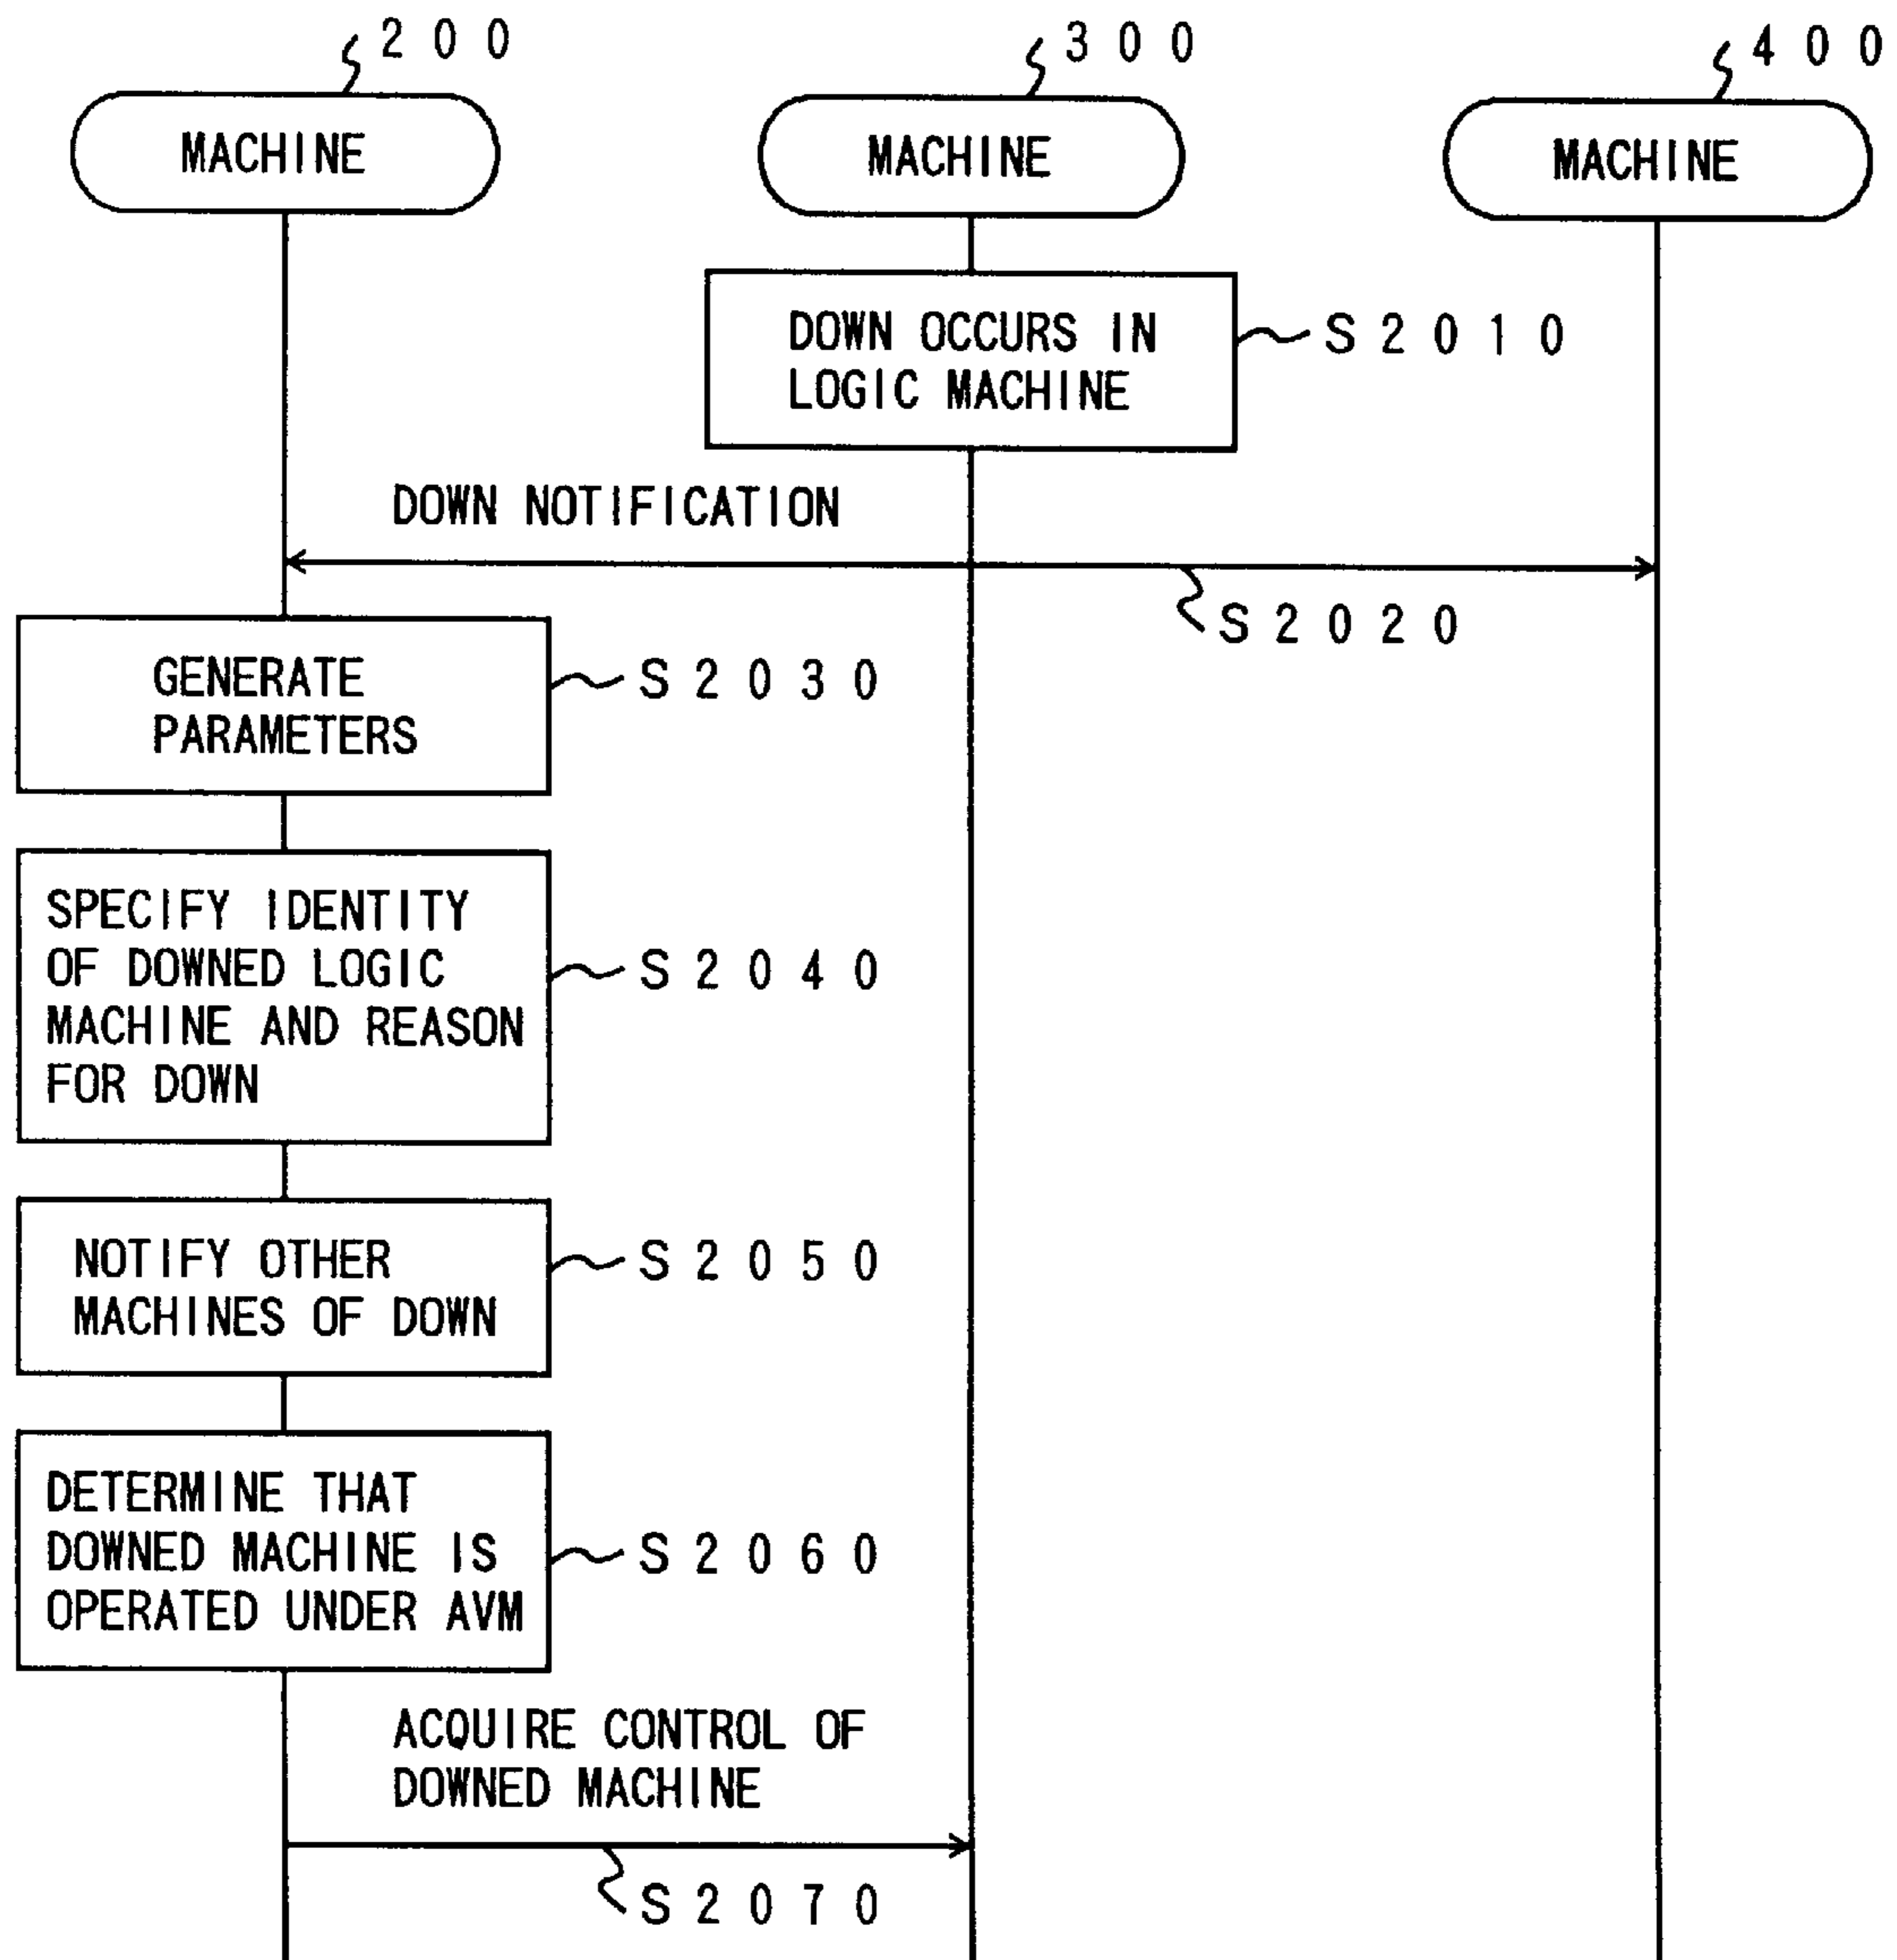 200
300
400
MACHINE
MACHINE
MACHINE
DOWN OCCURS IN
LOGIC MACHINE
S2010
DOWN NOTIFICATION
S2020
GENERATE
PARAMETERS
S2030
SPECIFY IDENTITY
OF DOWNED LOGIC
MACHINE AND REASON
FOR DOWN
S2040
NOTIFY OTHER
MACHINES OF DOWN
S2050
DETERMINE THAT
DOWNED MACHINE IS
OPERATED UNDER AVM
S2060
ACQUIRE CONTROL OF
DOWNED MACHINE
S2070